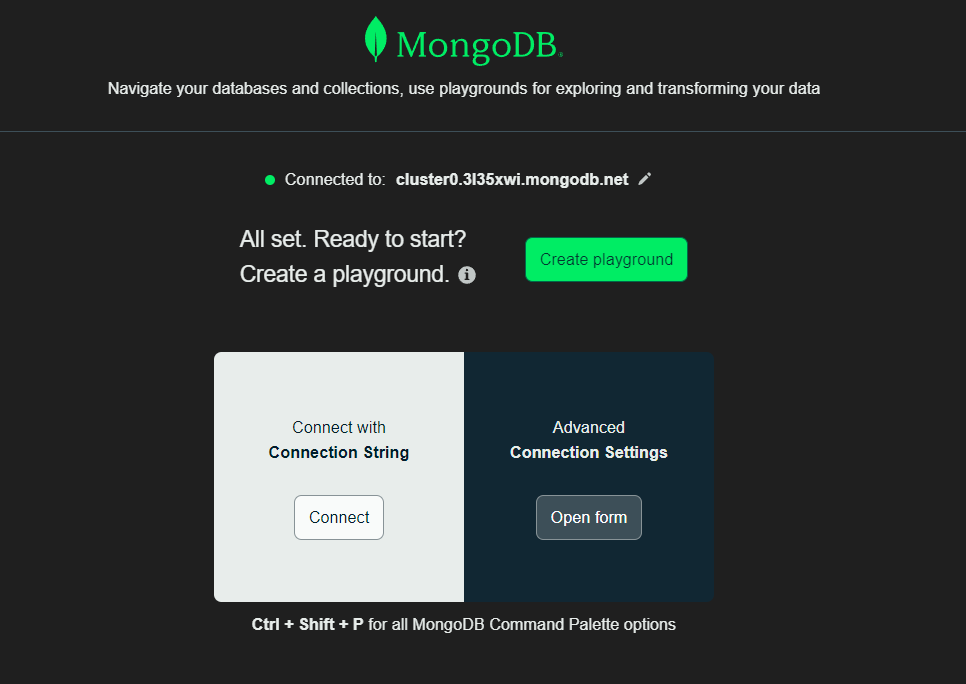 MongoDB®
Navigate your databases and collections, use playgrounds for exploring and transforming your data
Connected to: cluster0.3l35xwi.mongodb.net
All set. Ready to start?
Create a playground.
Create playground
Connect with
Connection String
Connect
Advanced
Connection Settings
Open form
Ctrl + Shift + P for all MongoDB Command Palette options